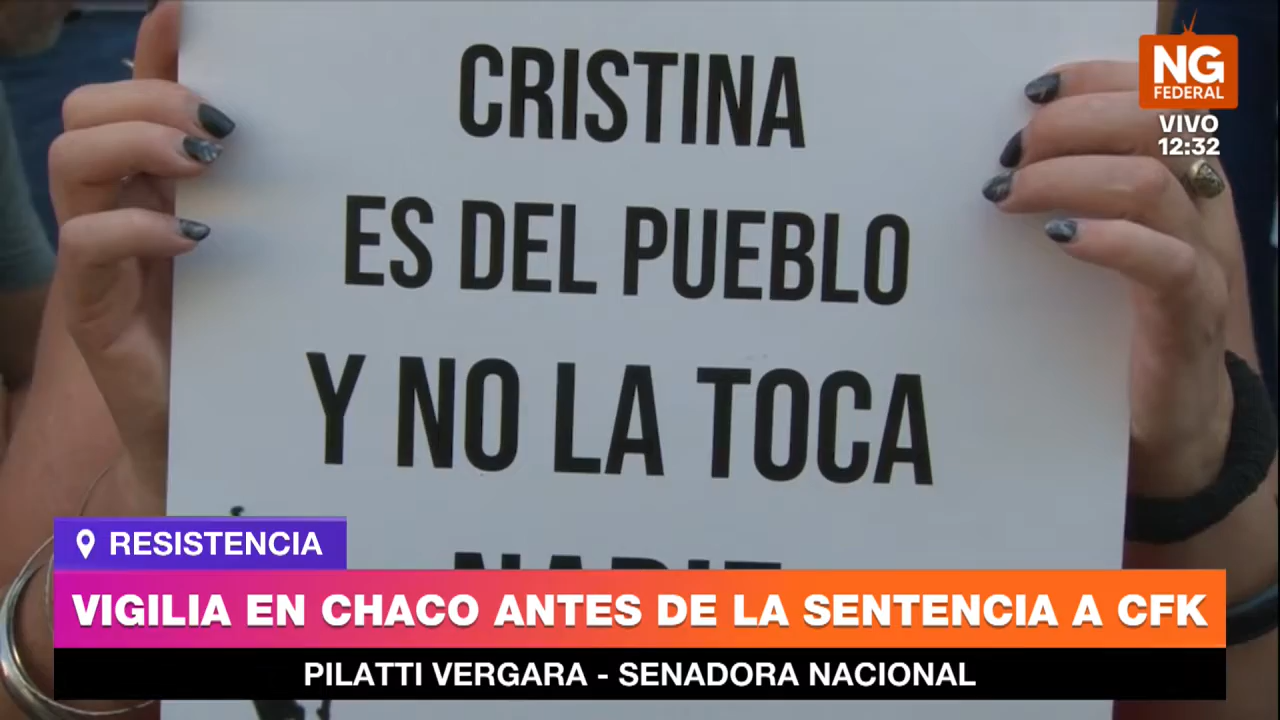 CRISTINA
ES DEL PUEBLO
Y NO LA TOCA
NADIE
NG
FEDERAL
VIVO
12:32
RESISTENCIA
VIGILIA EN CHACO ANTES DE LA SENTENCIA A CFK
PILATTI VERGARA - SENADORA NACIONAL